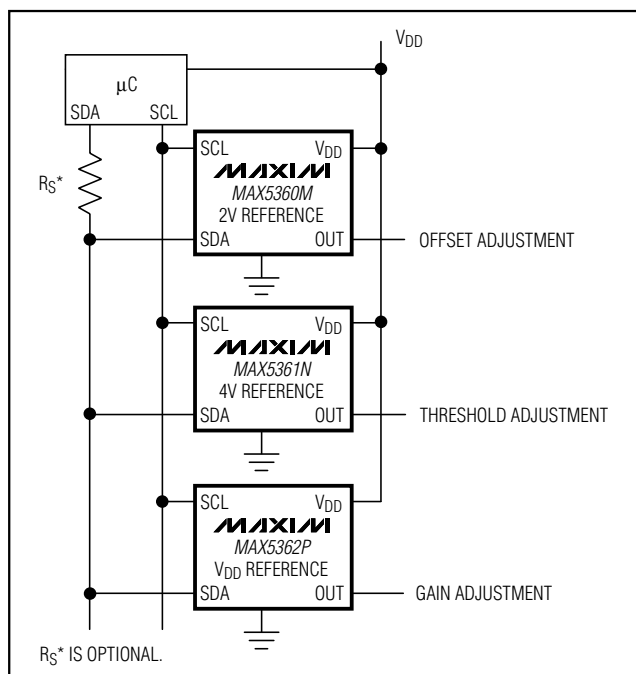 VDD
μC
SDA SCL
RS*
SCL VDD
MAXIM
MAX5360M
2V REFERENCE
SDA OUT
OFFSET ADJUSTMENT
SCL VDD
MAXIM
MAX5361N
4V REFERENCE
SDA OUT
THRESHOLD ADJUSTMENT
SCL VDD
MAXIM
MAX5362P
VDD REFERENCE
SDA OUT
GAIN ADJUSTMENT
RS* IS OPTIONAL.